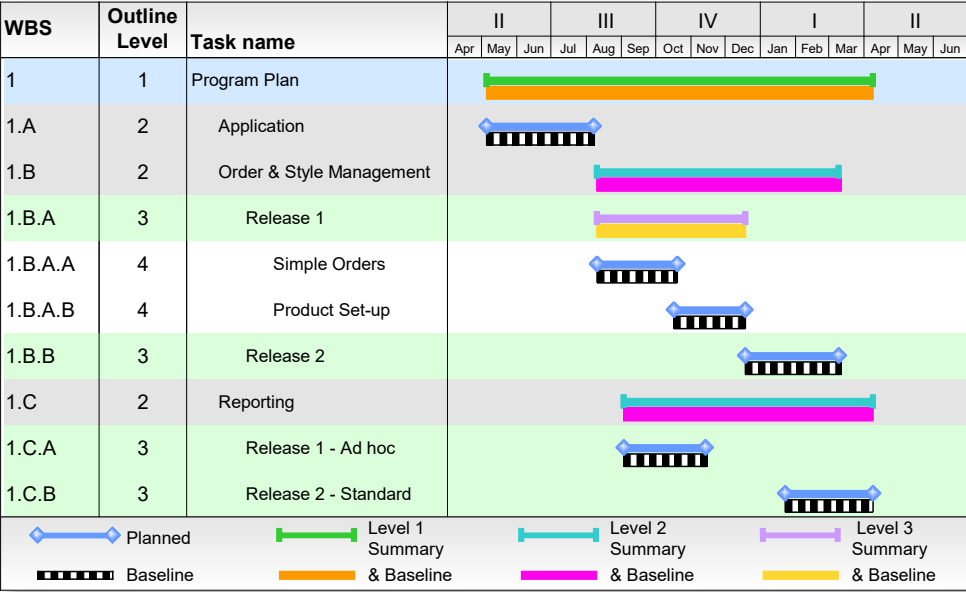 WBS Outline Level Task name II III IV I II
Apr May Jun Jul Aug Sep Oct Nov Dec Jan Feb Mar Apr May Jun
1 1 Program Plan
1.A 2 Application
1.B 2 Order & Style Management
1.B.A 3 Release 1
1.B.A.A 4 Simple Orders
1.B.A.B 4 Product Set-up
1.B.B 3 Release 2
1.C 2 Reporting
1.C.A 3 Release 1 - Ad hoc
1.C.B 3 Release 2 - Standard
Planned Level 1 Summary Level 2 Summary Level 3 Summary
Baseline & Baseline & Baseline & Baseline